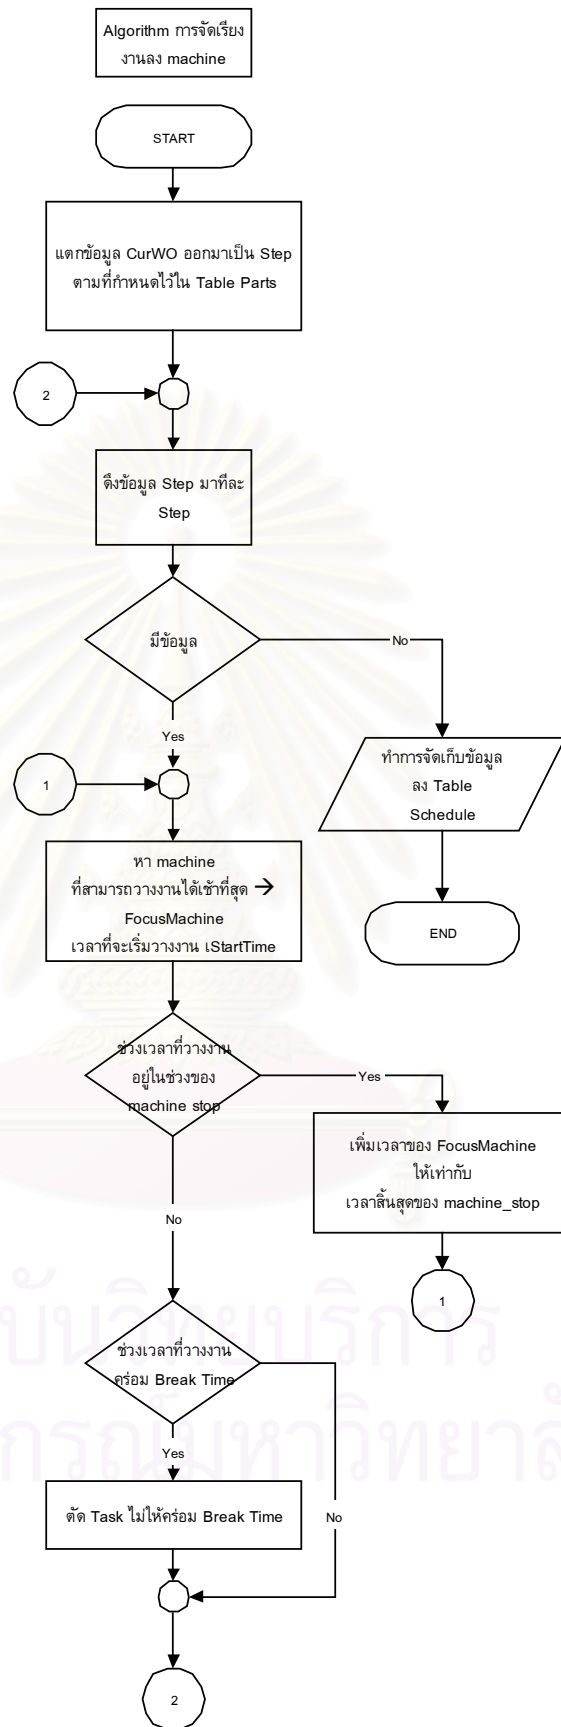 Algorithm การจัดเรียง
งานลง machine
START
แตกข้อมูล CurWO ออกมาเป็น Step
ตามที่กำหนดไว้ใน Table Parts
2
ดึงข้อมูล Step มาทีละ
Step
มีข้อมูล
No
Yes
ทำการจัดเก็บข้อมูล
ลง Table
Schedule
1
หา machine
ที่สามารถวางงานได้เช้าที่สุด →
FocusMachine
เวลาที่จะเริ่มวางงาน เStartTime
END
ช่วงเวลาที่วางงาน
อยู่ในช่วงของ
machine stop
Yes
เพิ่มเวลาของ FocusMachine
ให้เท่ากับ
เวลาสิ้นสุดของ machine_stop
No
1
ช่วงเวลาที่วางงาน
คร่อม Break Time
Yes
ตัด Task ไม่ให้คร่อม Break Time
No
2